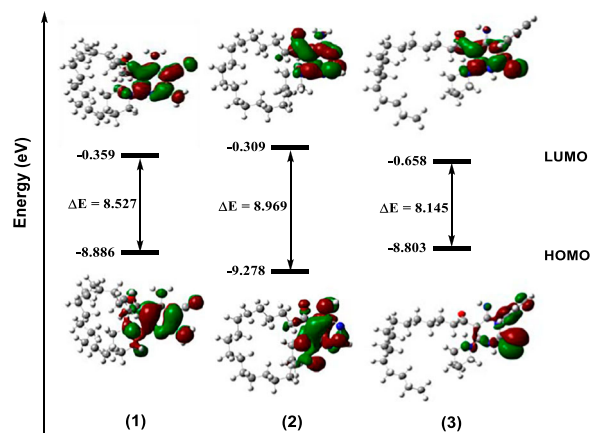 Energy (eV)
-0.359
-0.309
-0.658
LUMO
ΔE = 8.527
ΔE = 8.969
ΔE = 8.145
-8.886
-9.278
-8.803
HOMO
(1)
(2)
(3)